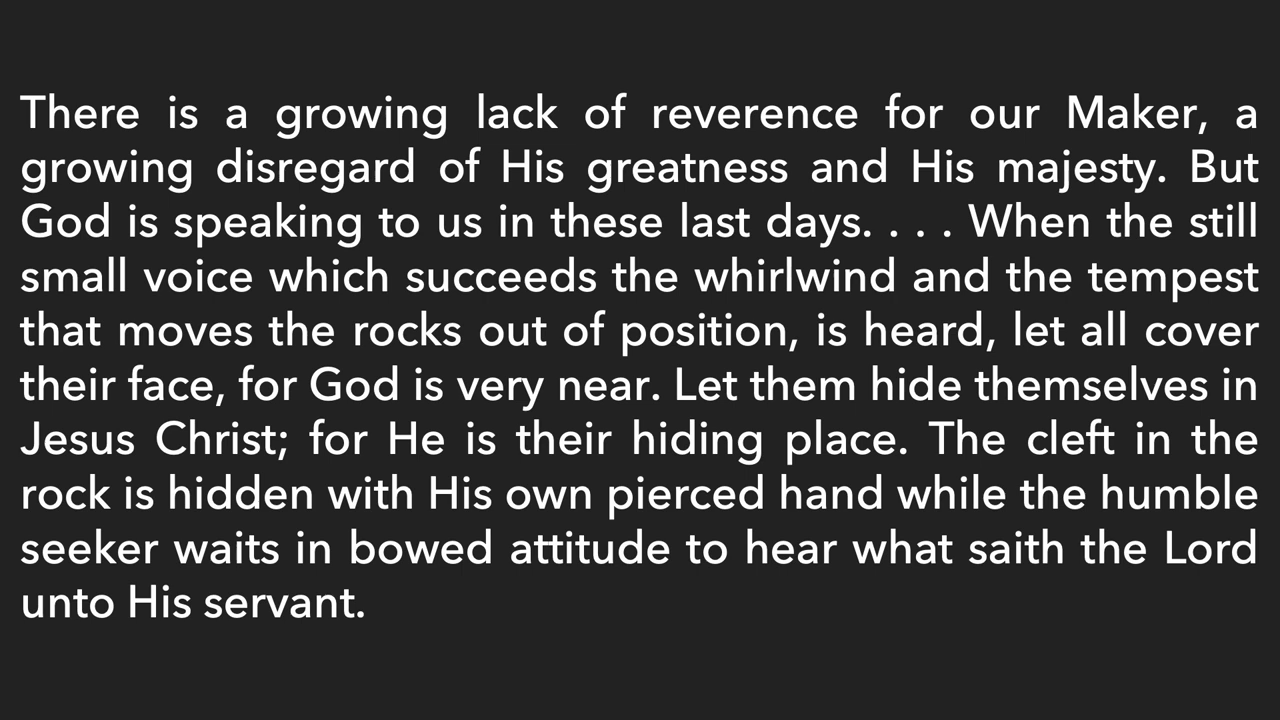 There is a growing lack of reverence for our Maker, a
growing disregard of His greatness and His majesty. But
God is speaking to us in these last days. . . . When the still
small voice which succeeds the whirlwind and the tempest
that moves the rocks out of position, is heard, let all cover
their face, for God is very near. Let them hide themselves in
Jesus Christ; for He is their hiding place. The cleft in the
rock is hidden with His own pierced hand while the humble
seeker waits in bowed attitude to hear what saith the Lord
unto His servant.